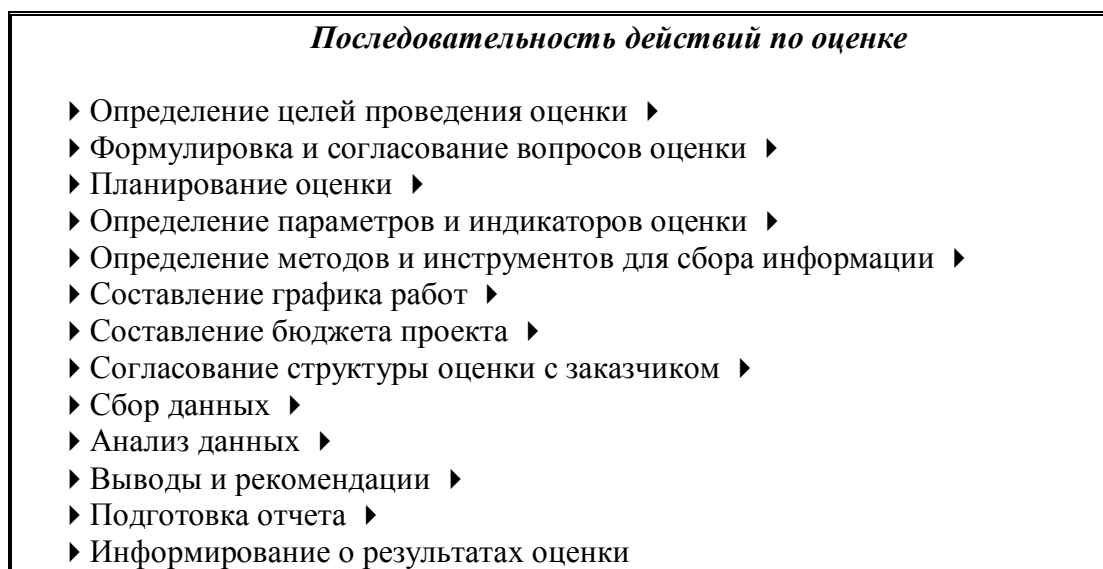 Последовательность действий по оценке
Определение целей проведения оценки
Формулировка и согласование вопросов оценки
Планирование оценки
Определение параметров и индикаторов оценки
Определение методов и инструментов для сбора информации
Составление графика работ
Составление бюджета проекта
Согласование структуры оценки с заказчиком
Сбор данных
Анализ данных
Выводы и рекомендации
Подготовка отчета
Информирование о результатах оценки